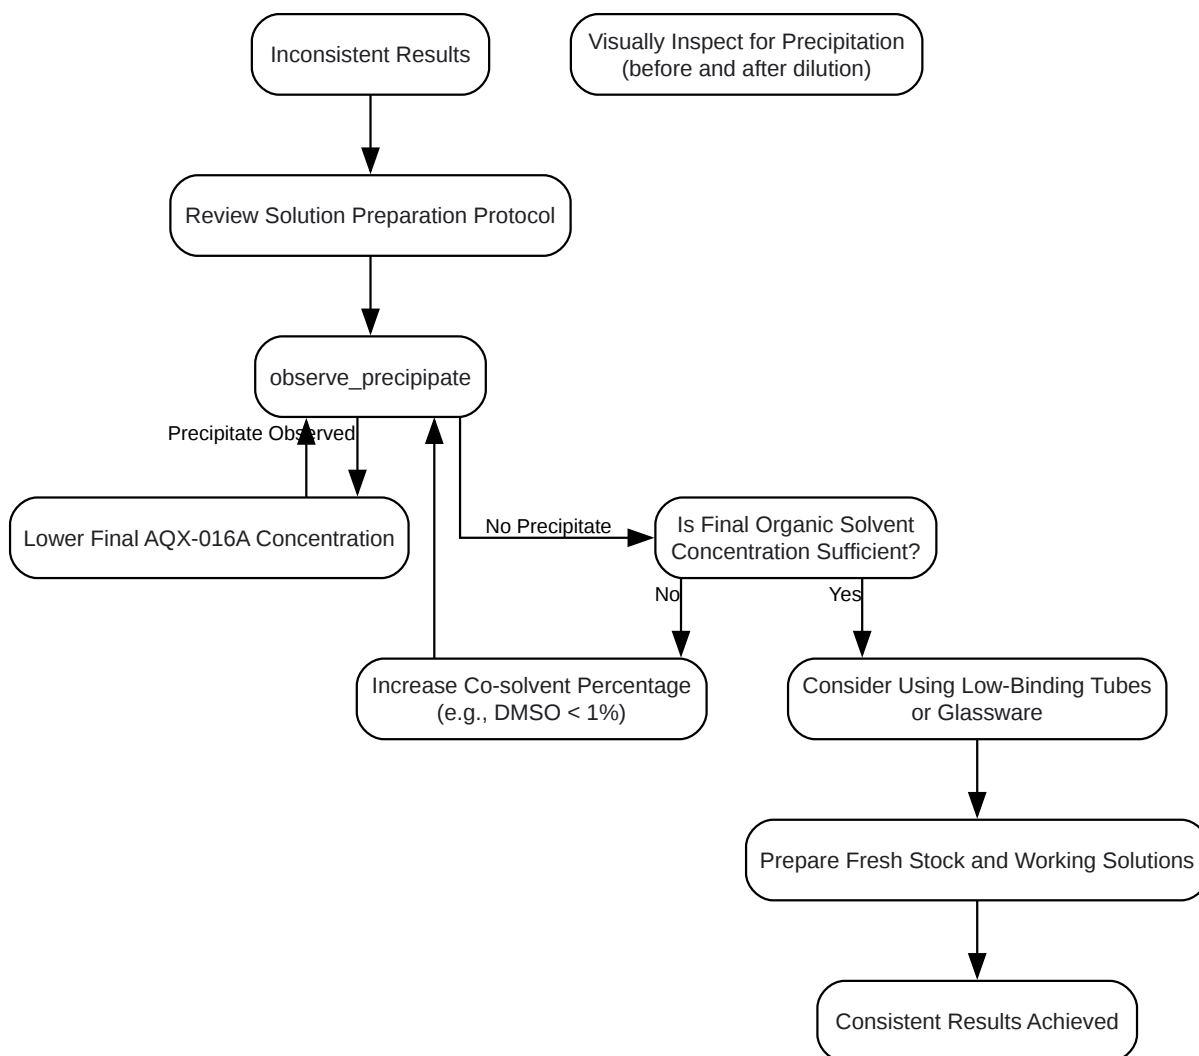 Inconsistent Results
Visually Inspect for Precipitation
(before and after dilution)
Review Solution Preparation Protocol
observe_precipipate
Precipitate Observed
Lower Final AQX-016A Concentration
No Precipitate
Is Final Organic Solvent
Concentration Sufficient?
No
Yes
Increase Co-solvent Percentage
(e.g., DMSO < 1%)
Consider Using Low-Binding Tubes
or Glassware
Prepare Fresh Stock and Working Solutions
Consistent Results Achieved